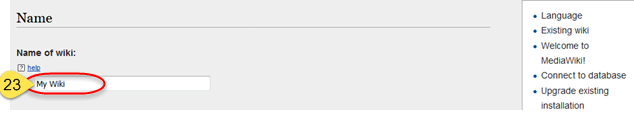 Name
Name of wiki:
? help
23
My Wiki
Language
Existing wiki
Welcome to
MediaWiki!
Connect to database
Upgrade existing
installation